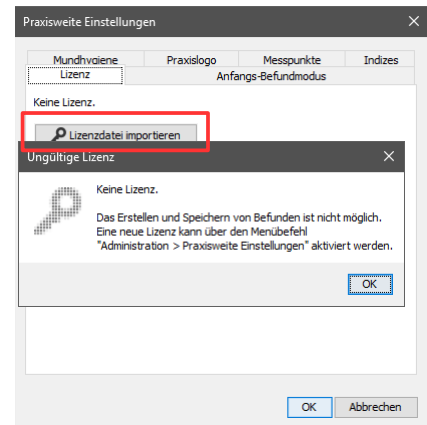 Praxisweite Einstellungen
Mundhygiene Praxislogo Messpunkte Indizes
Lizenz Anfangs-Befundmodus
Keine Lizenz.
Lizenzdatei importieren
Ungültige Lizenz
Keine Lizenz.
Das Erstellen und Speichern von Befunden ist nicht möglich.
Eine neue Lizenz kann über den Menübefehl
"Administration > Praxisweite Einstellungen" aktiviert werden.
OK
OK Abbrechen